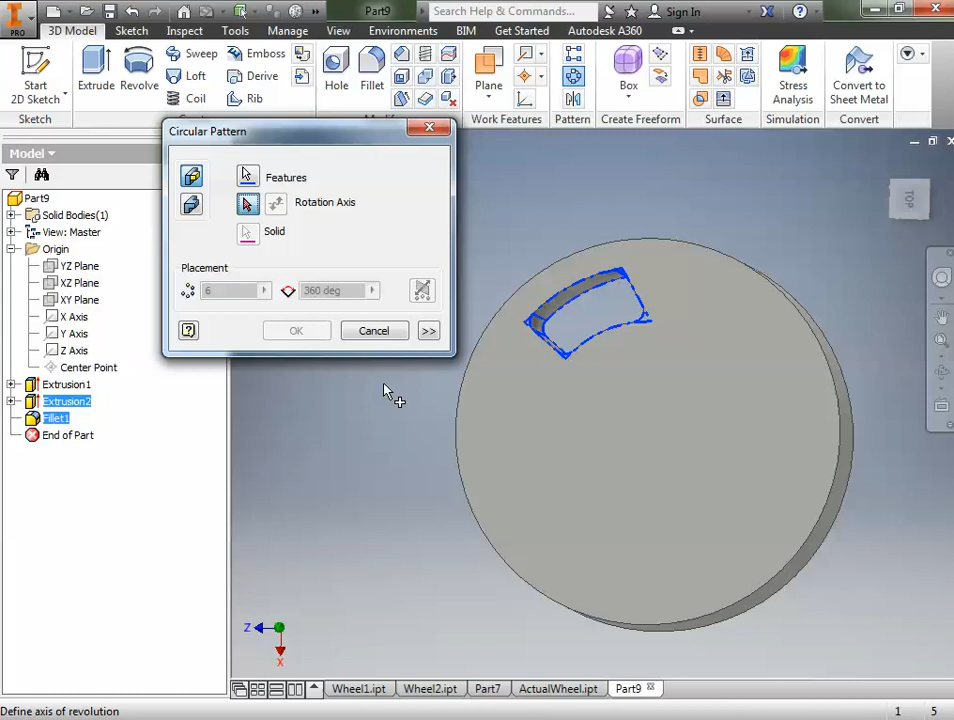 Part9
Search Help & Commands...
Sign In
PRO
3D Model
Sketch
Inspect
Tools
Manage
View
Environments
BIM
Get Started
Autodesk A360
Start
2D Sketch
Extrude
Revolve
Sweep
Loft
Coil
Emboss
Derive
Rib
Hole
Fillet
Plane
Box
Stress
Analysis
Convert to
Sheet Metal
Sketch
Work Features
Pattern
Create Freeform
Surface
Simulation
Convert
Model
Part9
Solid Bodies(1)
View: Master
Origin
YZ Plane
XZ Plane
XY Plane
X Axis
Y Axis
Z Axis
Center Point
Extrusion1
Extrusion2
Fillet1
End of Part
Circular Pattern
Features
Rotation Axis
Solid
Placement
6
360 deg
OK
Cancel
>>
TOP
Z
X
Wheel1.ipt
Wheel2.ipt
Part7
ActualWheel.ipt
Part9
Define axis of revolution
1
5